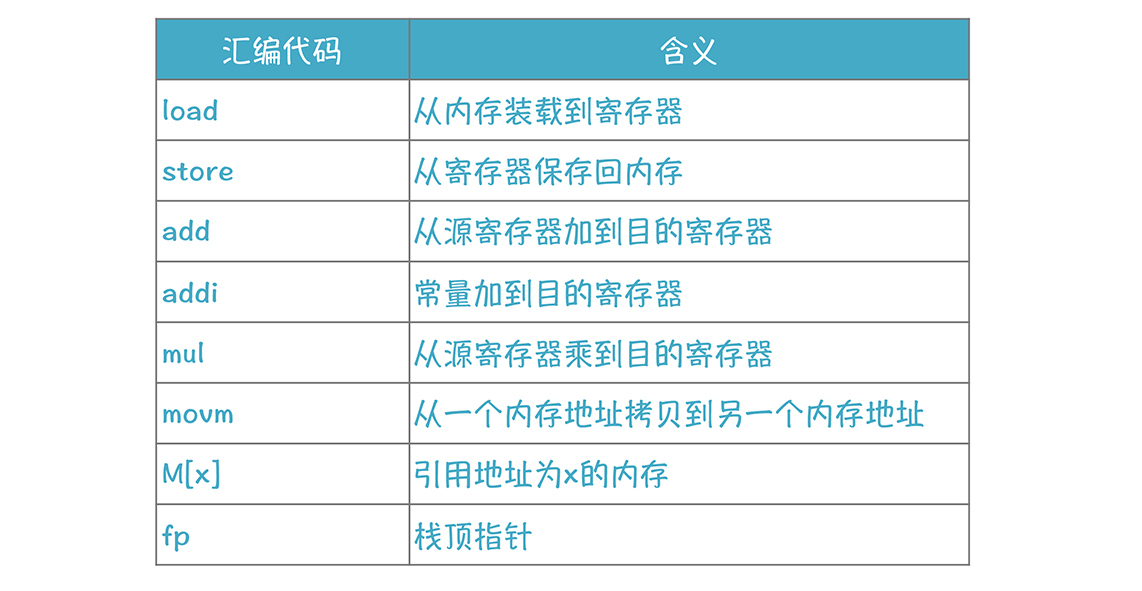 汇编代码 含义
load 从内存装载到寄存器
store 从寄存器保存回内存
add 从源寄存器加到目的寄存器
addi 常量加到目的寄存器
mul 从源寄存器乘到目的寄存器
movm 从一个内存地址拷贝到另一个内存地址
M[x] 引用地址为x的内存
fp 栈顶指针